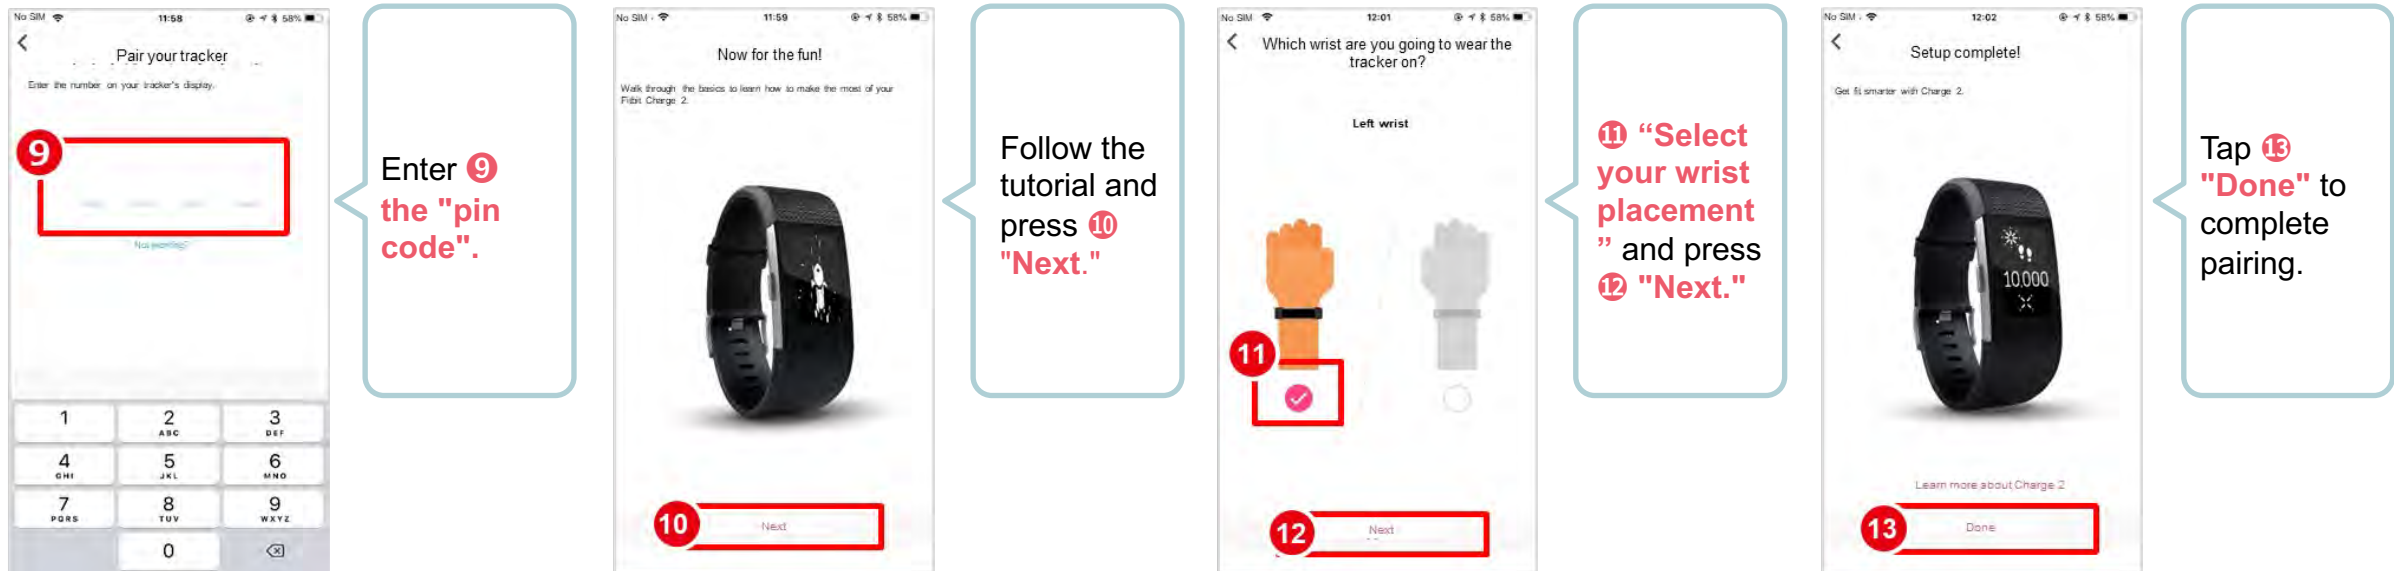 No SIM 11:58 58%
Pair your tracker
Enter the number on your tracker's display.
9
Not working?
1 2 3
ABC DEF
4 5 6
GHI JKL MNO
7 8 9
PQRS TUV WXYZ
0
Enter ❾
the "pin
code".
No SIM 11:59 58%
Now for the fun!
Walk through the basics to learn how to make the most of your
Fitbit Charge 2.
10
Next
Follow the
tutorial and
press ❿
"Next."
No SIM 12:01 58%
Which wrist are you going to wear the
tracker on?
Left wrist
11
12
Next
⓫ “Select
your wrist
placement
” and press
⓬ "Next."
No SIM 12:02 58%
Setup complete!
Get fit smarter with Charge 2.
10,000
Learn more about Charge 2
13
Done
Tap ⓭
"Done" to
complete
pairing.